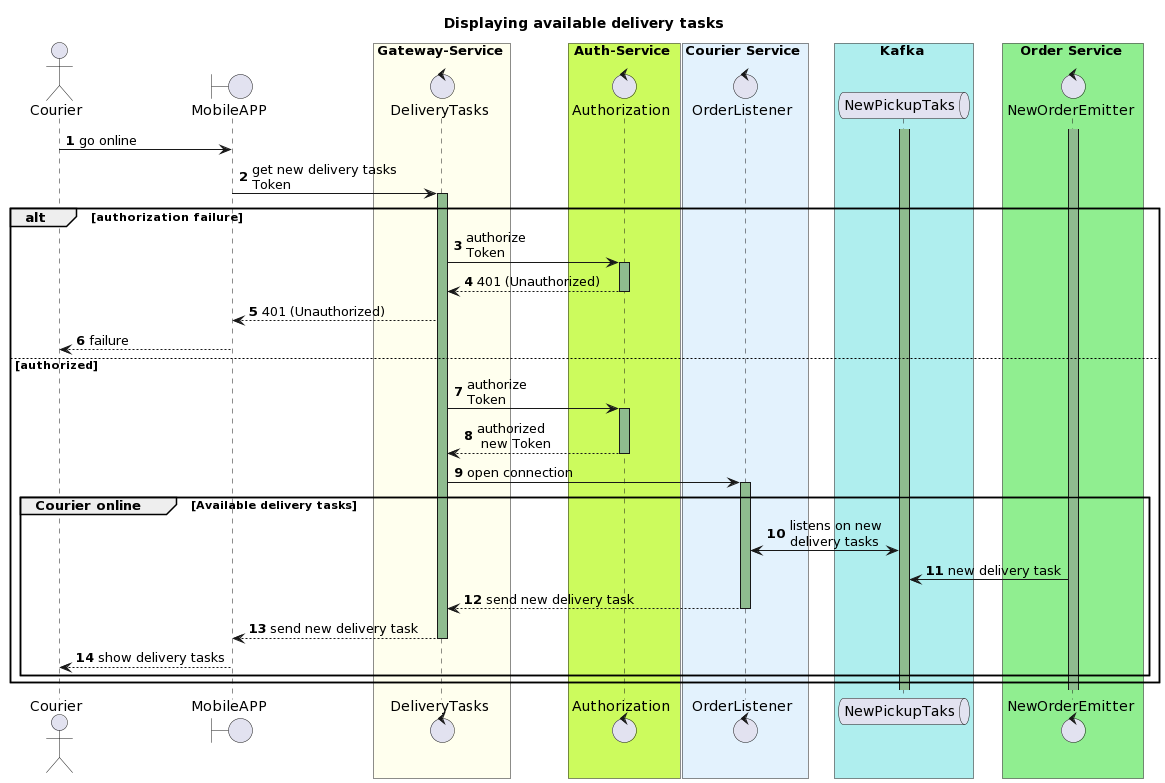 Displaying available delivery tasks
Gateway-Service
Auth-Service
Courier Service
Kafka
Order Service
Courier
MobileAPP
DeliveryTasks
Authorization
OrderListener
NewPickupTaks
NewOrderEmitter
1 go online
2 get new delivery tasks
Token
alt [authorization failure]
3 authorize
Token
4 401 (Unauthorized)
5 401 (Unauthorized)
6 failure
[authorized]
7 authorize
Token
8 authorized
new Token
9 open connection
Courier online [Available delivery tasks]
10 listens on new
delivery tasks
11 new delivery task
12 send new delivery task
13 send new delivery task
14 show delivery tasks
Courier
MobileAPP
DeliveryTasks
Authorization
OrderListener
NewPickupTaks
NewOrderEmitter